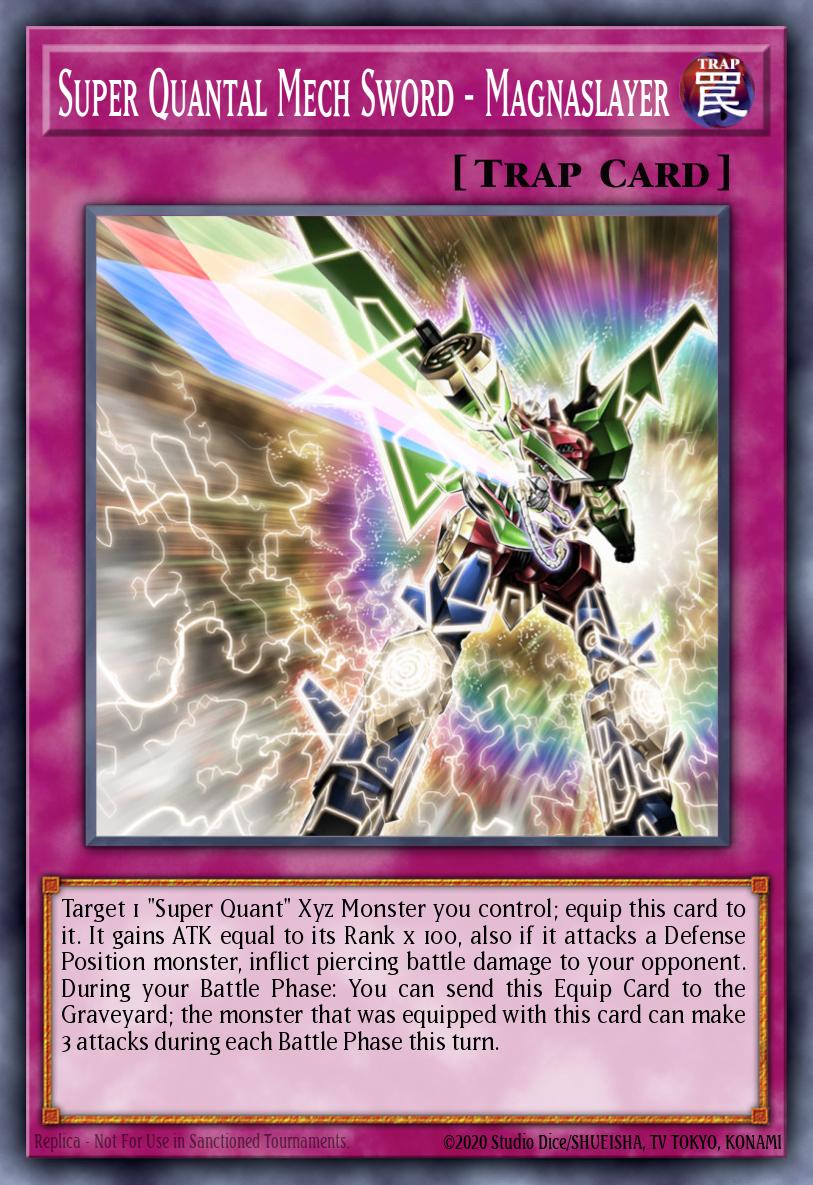 Super Quantal Mech Sword - Magnaslayer
TRAP
罠
[Trap Card]
Target 1 "Super Quant" Xyz Monster you control; equip this card to
it. It gains ATK equal to its Rank x 100, also if it attacks a Defense
Position monster, inflict piercing battle damage to your opponent.
During your Battle Phase: You can send this Equip Card to the
Graveyard; the monster that was equipped with this card can make
3 attacks during each Battle Phase this turn.
Replica - Not For Use in Sanctioned Tournaments.
©2020 Studio Dice/SHUEISHA, TV TOKYO, KONAMI